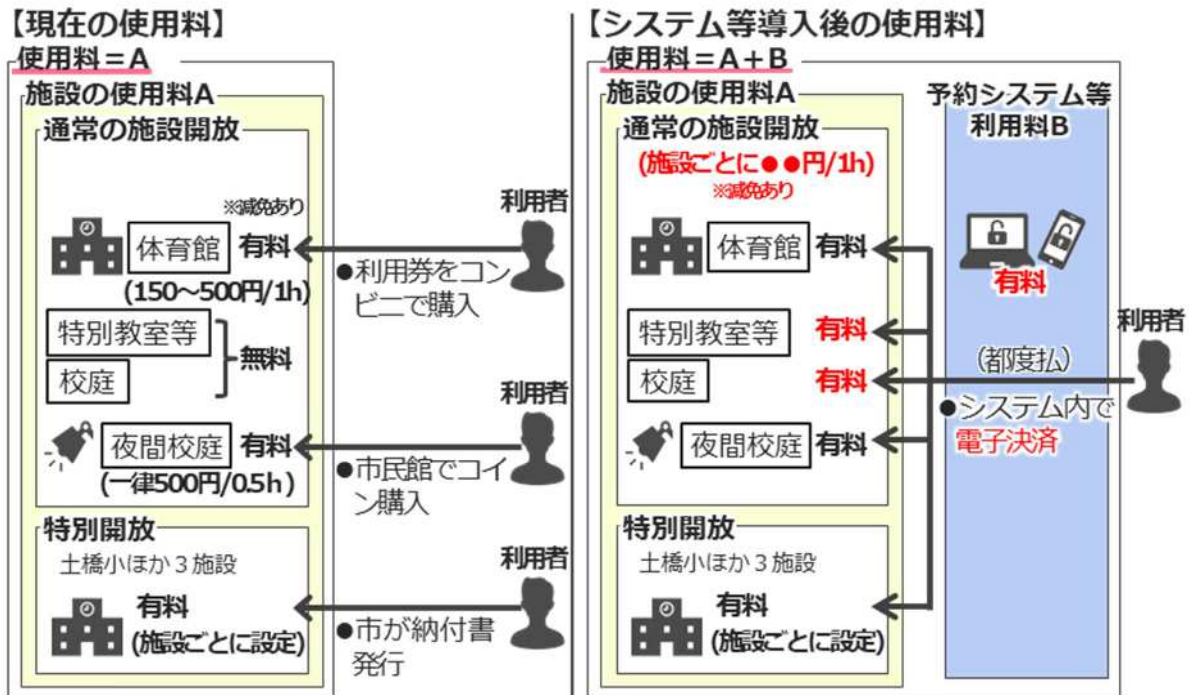 【現在の使用料】
使用料＝A
施設の使用料A
通常の施設開放
※減免あり
体育館
有料
(150～500円/1h)
特別教室等
校庭
無料
夜間校庭
有料
(一律500円/0.5h)
特別開放
土橋小ほか３施設
有料
(施設ごとに設定)
利用者
●利用券をコン
ビニで購入
利用者
●市民館でコイ
ン購入
利用者
●市が納付書
発行
【システム等導入後の使用料】
使用料＝A＋B
施設の使用料A
通常の施設開放
(施設ごとに●●円/1h)
※減免あり
体育館
有料
特別教室等
有料
校庭
有料
夜間校庭
有料
特別開放
土橋小ほか３施設
有料
(施設ごとに設定)
予約システム等
利用料B
有料
利用者
（都度払）
●システム内で
電子決済